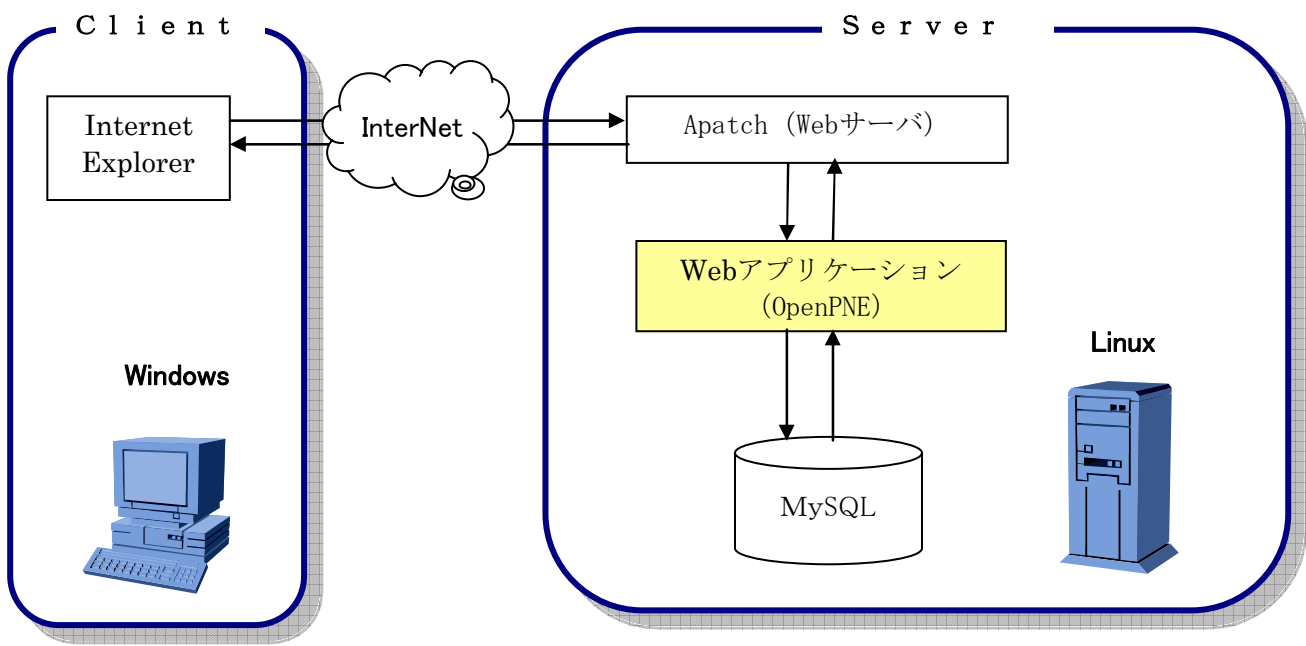 Ｃｌｉｅｎｔ
Ｓｅｒｖｅｒ
Internet
Explorer
InterNet
Apatch (Webサーバ)
Webアプリケーション
(OpenPNE)
Linux
Windows
MySQL